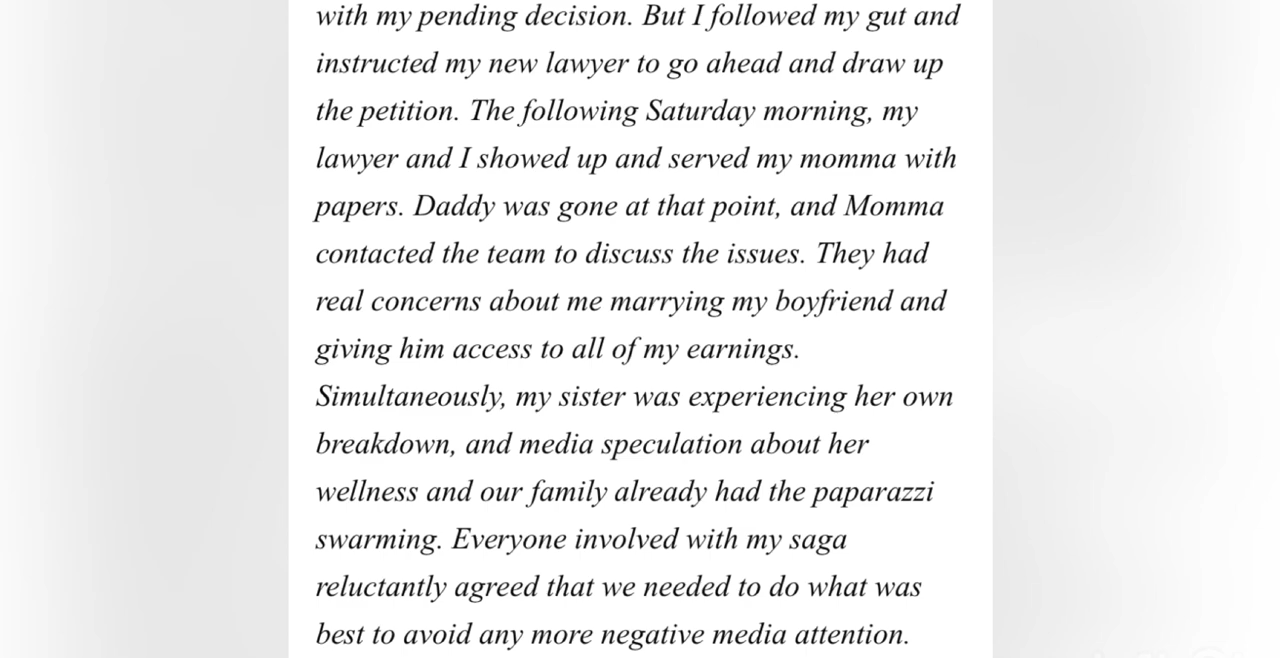 with my pending decision. But I followed my gut and
instructed my new lawyer to go ahead and draw up
the petition. The following Saturday morning, my
lawyer and I showed up and served my momma with
papers. Daddy was gone at that point, and Momma
contacted the team to discuss the issues. They had
real concerns about me marrying my boyfriend and
giving him access to all of my earnings.
Simultaneously, my sister was experiencing her own
breakdown, and media speculation about her
wellness and our family already had the paparazzi
swarming. Everyone involved with my saga
reluctantly agreed that we needed to do what was
best to avoid any more negative media attention.